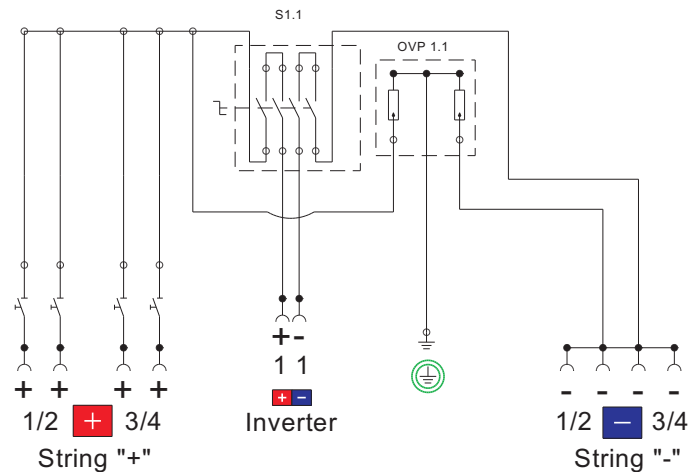 S1.1
OVP 1.1
+ + + +
1/2 + 3/4
String "+"
+ -
1 1
+ −
Inverter
- - - -
1/2 − 3/4
String "-"